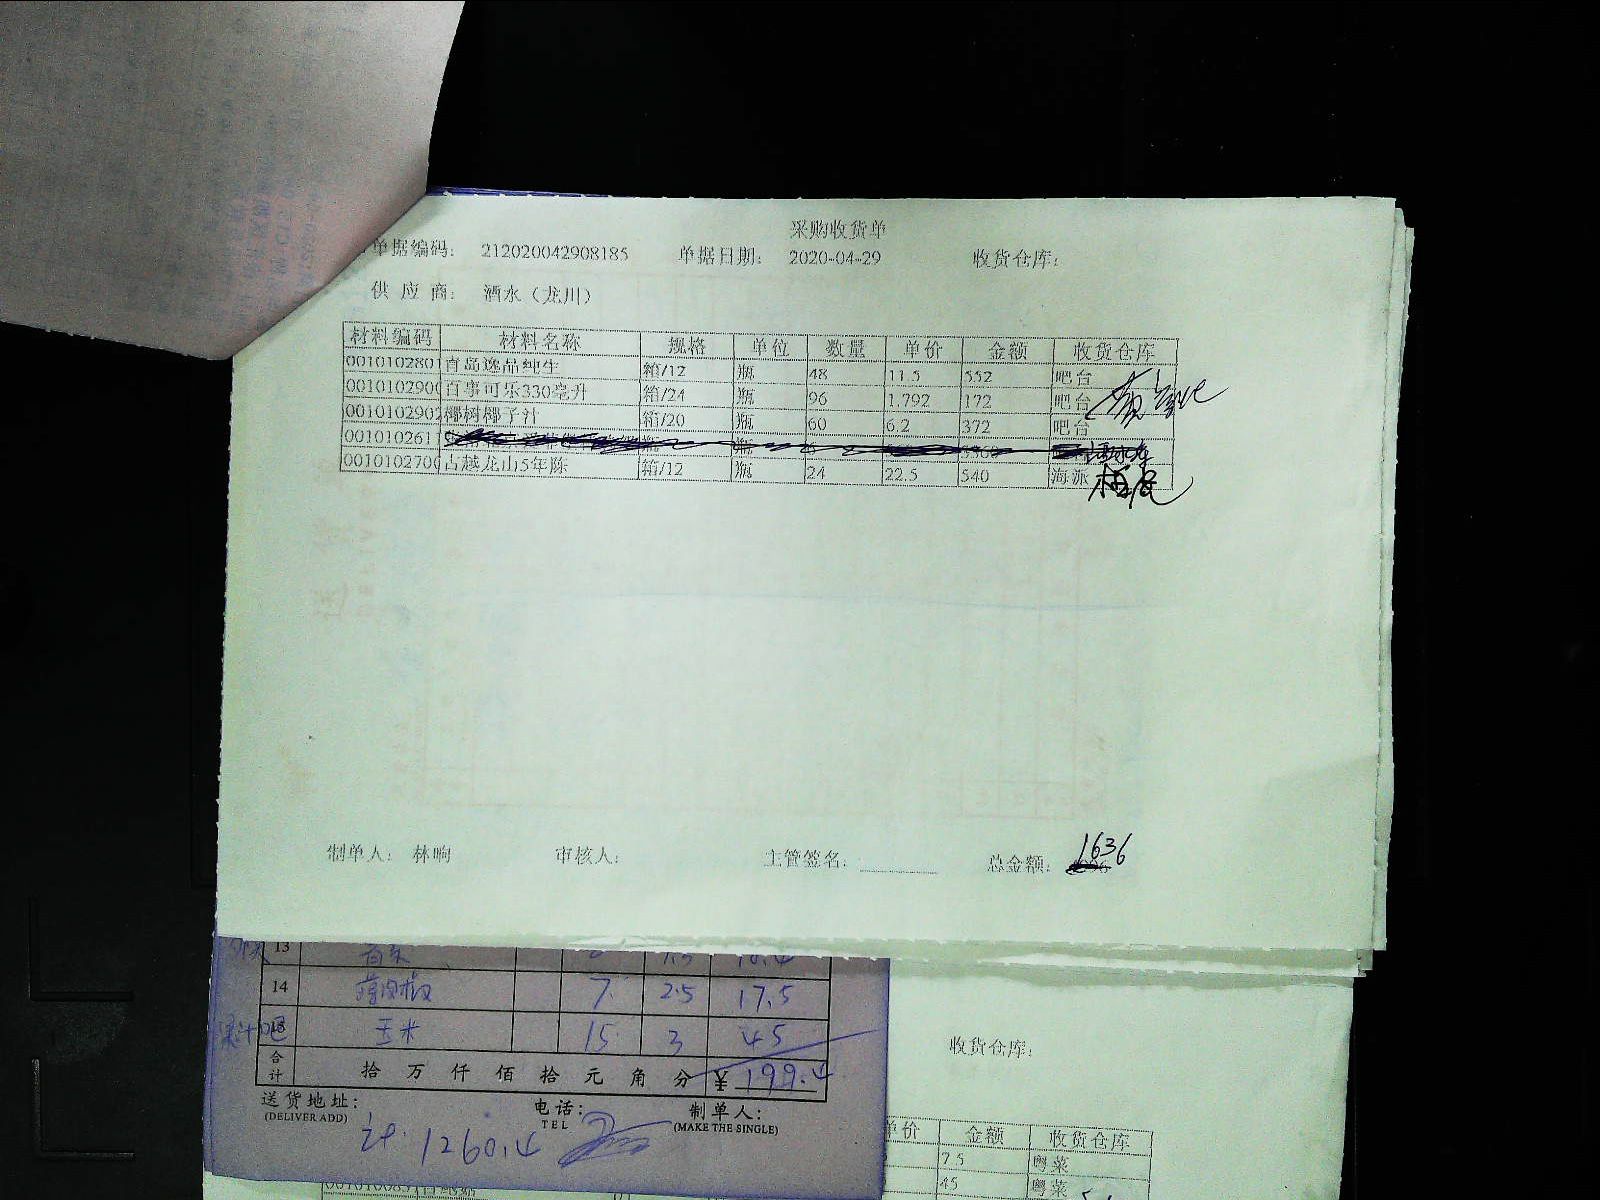 采购收货单
单据编码: 212020042908185 单据日期: 2020-04-29 收货仓库:
供应商: 酒水（龙川）
材料编码 材料名称 规格 单位 数量 单价 金额 收货仓库
0010102801 青岛逸品纯生 箱/12 瓶 48 11.5 552 吧台
0010102900 百事可乐330毫升 箱/24 瓶 96 1.792 172 吧台
0010102902 椰树椰子汁 箱/20 瓶 60 6.2 372 吧台
0010102611 瓶
0010102700 古越龙山5年陈 箱/12 瓶 24 22.5 540 海派
制单人: 林响 审核人: 主管签名: 总金额: 1636
13
14 7. 2.5 17.5
15 玉米 15. 3 45
合计 拾 万 仟 佰 拾 元 角 分 ¥ 199.4
送货地址: 电话: 制单人:
(DELIVER ADD) TEL (MAKE THE SINGLE)
计. 1260.4
收货仓库:
单价 金额 收货仓库
75 粤菜
45 粤菜